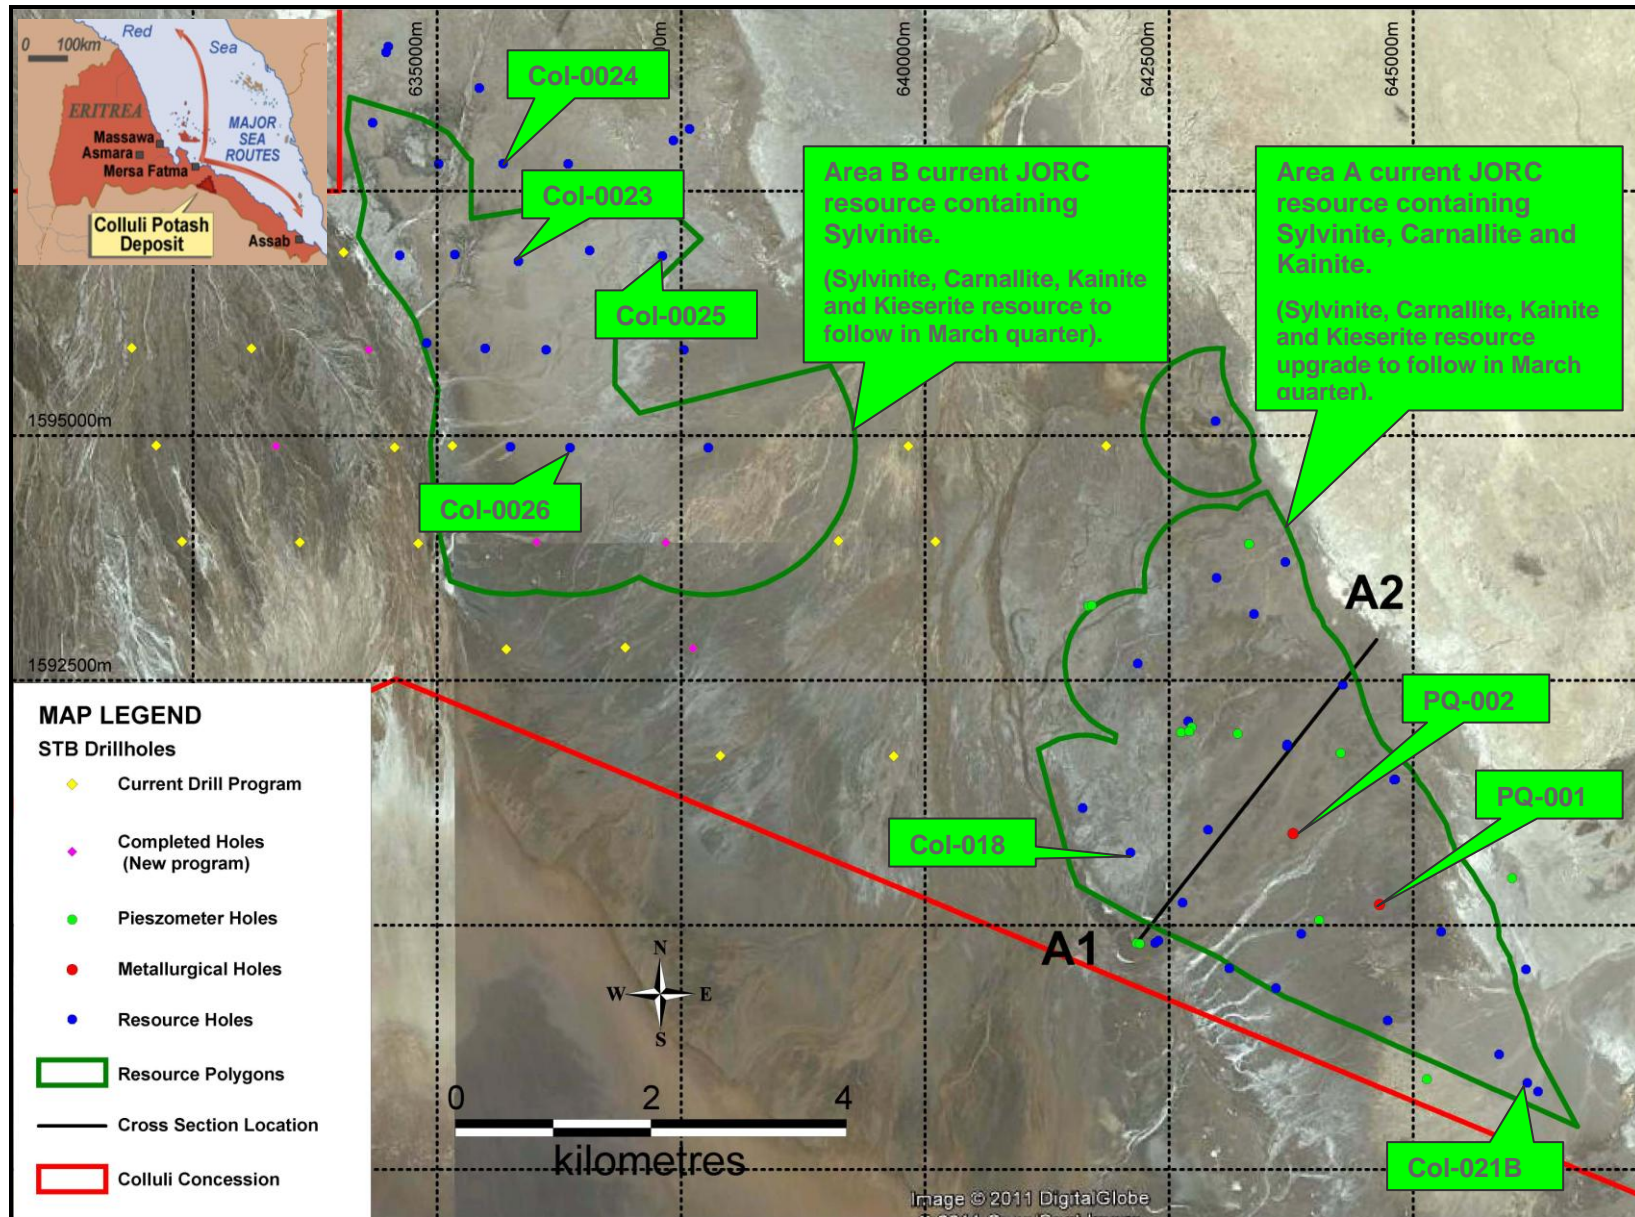 0 100km
Red
Sea
ERITREA
MAJOR
SEA
ROUTES
Massawa
Asmara
Mersa Fatma
Colluli Potash
Deposit
Assab
635000m
640000m
642500m
645000m
Col-0024
Col-0023
Col-0025
Area B current JORC
resource containing
Sylvinite.
(Sylvinite, Carnallite, Kainite
and Kieserite resource to
follow in March quarter).
Area A current JORC
resource containing
Sylvinite, Carnallite and
Kainite.
(Sylvinite, Carnallite, Kainite
and Kieserite resource
upgrade to follow in March
quarter).
1595000m
Col-0026
A2
1592500m
PQ-002
PQ-001
Col-018
A1
N
W E
S
Col-021B
MAP LEGEND
STB Drillholes
Current Drill Program
Completed Holes
(New program)
Pieszometer Holes
Metallurgical Holes
Resource Holes
Resource Polygons
Cross Section Location
Colluli Concession
0 2 4
kilometres
Image © 2011 DigitalGlobe